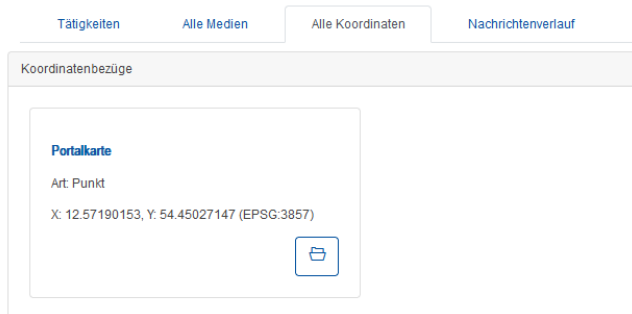 Tätigkeiten Alle Medien Alle Koordinaten Nachrichtenverlauf
Koordinatenbezüge
Portalkarte
Art: Punkt
X: 12.57190153, Y: 54.45027147 (EPSG:3857)